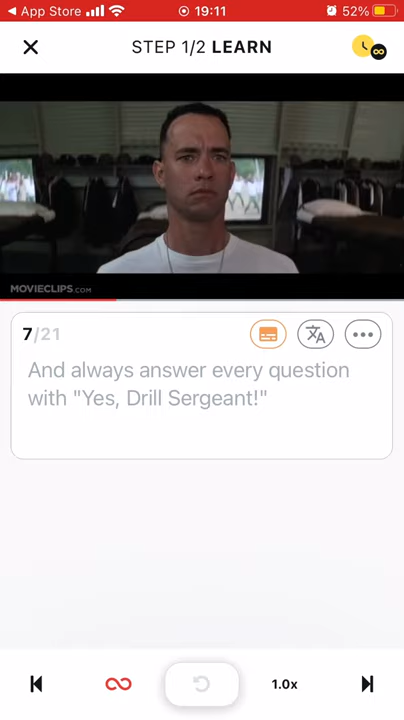 App Store
19:11
52%
STEP 1/2 LEARN
MOVIECLIPS.COM
7/21
And always answer every question
with "Yes, Drill Sergeant!"
1.0x